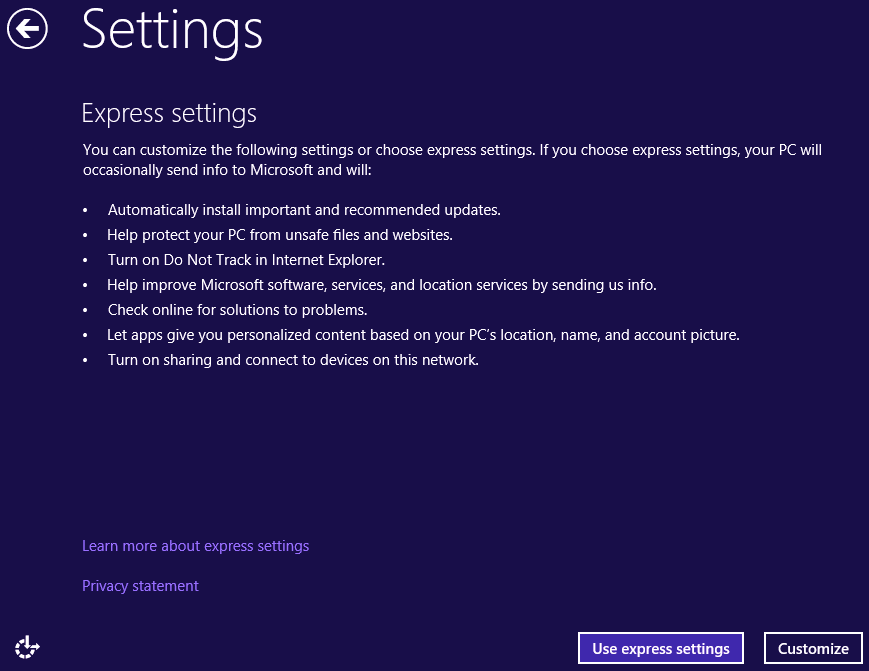 Settings
Express settings
You can customize the following settings or choose express settings. If you choose express settings, your PC will
occasionally send info to Microsoft and will:
• Automatically install important and recommended updates.
• Help protect your PC from unsafe files and websites.
• Turn on Do Not Track in Internet Explorer.
• Help improve Microsoft software, services, and location services by sending us info.
• Check online for solutions to problems.
• Let apps give you personalized content based on your PC's location, name, and account picture.
• Turn on sharing and connect to devices on this network.
Learn more about express settings
Privacy statement
Use express settings
Customize